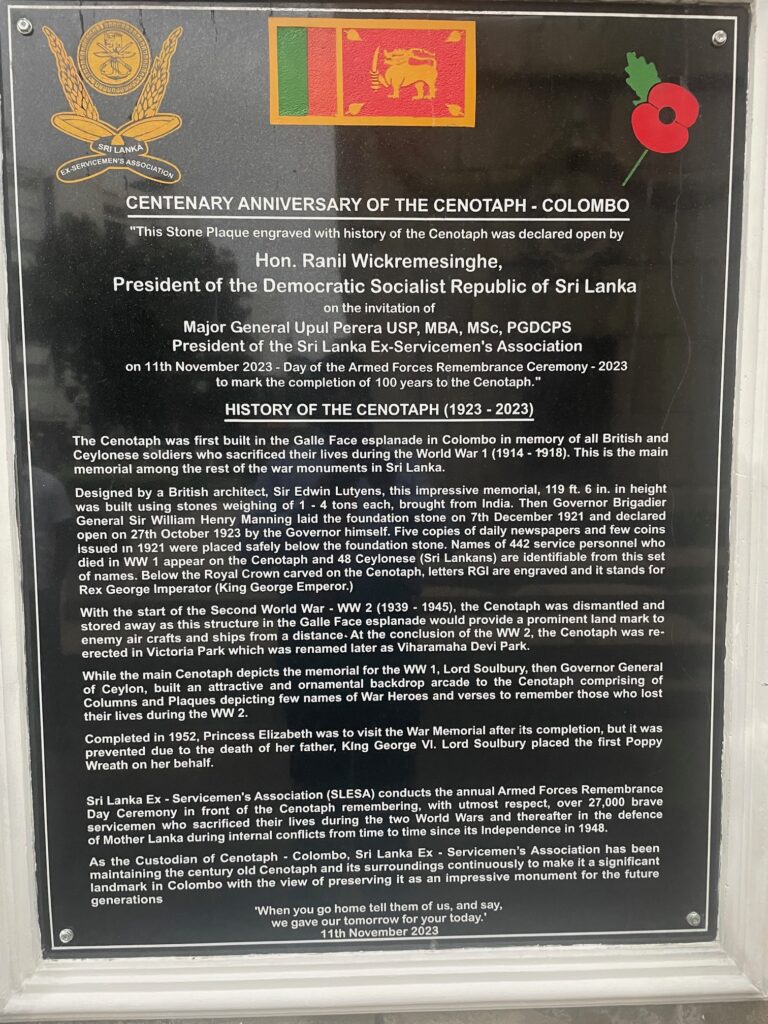 SRI LANKA
EX-SERVICEMEN'S ASSOCIATION
CENTENARY ANNIVERSARY OF THE CENOTAPH - COLOMBO
"This Stone Plaque engraved with history of the Cenotaph was declared open by
Hon. Ranil Wickremesinghe,
President of the Democratic Socialist Republic of Sri Lanka
on the invitation of
Major General Upul Perera USP, MBA, MSc, PGDCPS
President of the Sri Lanka Ex-Servicemen's Association
on 11th November 2023 - Day of the Armed Forces Remembrance Ceremony - 2023
to mark the completion of 100 years to the Cenotaph."
HISTORY OF THE CENOTAPH (1923 - 2023)
The Cenotaph was first built in the Galle Face esplanade in Colombo in memory of all British and
Ceylonese soldiers who sacrificed their lives during the World War 1 (1914 - 1918). This is the main
memorial among the rest of the war monuments in Sri Lanka.
Designed by a British architect, Sir Edwin Lutyens, this impressive memorial, 119 ft. 6 in. in height
was built using stones weighing of 1 - 4 tons each, brought from India. Then Governor Brigadier
General Sir William Henry Manning laid the foundation stone on 7th December 1921 and declared
open on 27th October 1923 by the Governor himself. Five copies of daily newspapers and few coins
issued in 1921 were placed safely below the foundation stone. Names of 442 service personnel who
died in WW 1 appear on the Cenotaph and 48 Ceylonese (Sri Lankans) are identifiable from this set
of names. Below the Royal Crown carved on the Cenotaph, letters RGI are engraved and it stands for
Rex George Imperator (King George Emperor.)
With the start of the Second World War - WW 2 (1939 - 1945), the Cenotaph was dismantled and
stored away as this structure in the Galle Face esplanade would provide a prominent land mark to
enemy air crafts and ships from a distance. At the conclusion of the WW 2, the Cenotaph was re-
erected in Victoria Park which was renamed later as Viharamaha Devi Park.
While the main Cenotaph depicts the memorial for the WW 1, Lord Soulbury, then Governor General
of Ceylon, built an attractive and ornamental backdrop arcade to the Cenotaph comprising of
Columns and Plaques depicting few names of War Heroes and verses to remember those who lost
their lives during the WW 2.
Completed in 1952, Princess Elizabeth was to visit the War Memorial after its completion, but it was
prevented due to the death of her father, King George VI. Lord Soulbury placed the first Poppy
Wreath on her behalf.
Sri Lanka Ex - Servicemen's Association (SLESA) conducts the annual Armed Forces Remembrance
Day Ceremony in front of the Cenotaph remembering, with utmost respect, over 27,000 brave
servicemen who sacrificed their lives during the two World Wars and thereafter in the defence
of Mother Lanka during internal conflicts from time to time since its Independence in 1948.
As the Custodian of Cenotaph - Colombo, Sri Lanka Ex - Servicemen's Association has been
maintaining the century old Cenotaph and its surroundings continuously to make it a significant
landmark in Colombo with the view of preserving it as an impressive monument for the future
generations
'When you go home tell them of us, and say,
we gave our tomorrow for your today.'
11th November 2023